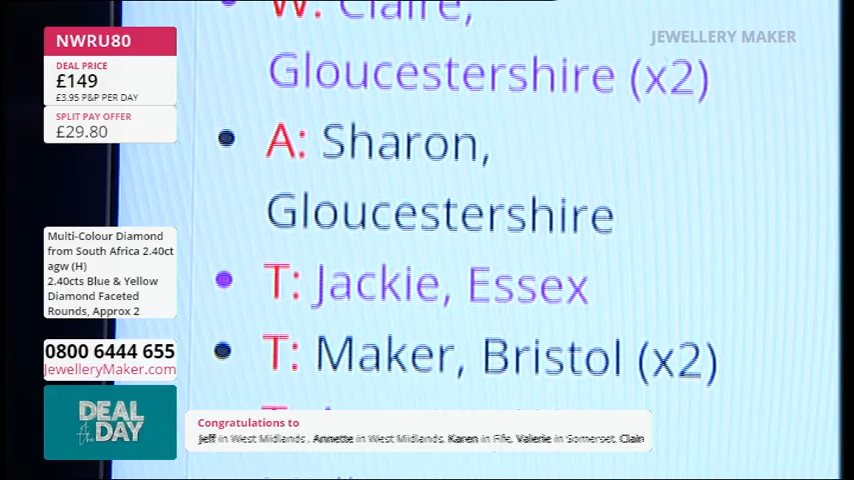 W: Claire,
Gloucestershire (x2)
A: Sharon,
Gloucestershire
T: Jackie, Essex
T: Maker, Bristol (x2)
JEWELLERY MAKER
NWRU80
DEAL PRICE
£149
£3.95 P&P PER DAY
SPLIT PAY OFFER
£29.80
Multi-Colour Diamond
from South Africa 2.40ct
agw (H)
2.40cts Blue & Yellow
Diamond Faceted
Rounds, Approx 2
0800 6444 655
JewelleryMaker.com
DEAL
of the
DAY
Congratulations to
Jeff in West Midlands, Annette in West Midlands, Karen in Fife, Valerie in Somerset, Clair